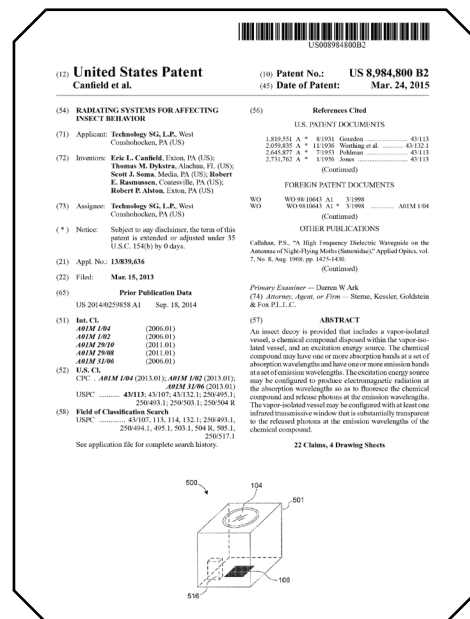 US008984800B2
(12) United States Patent
Canfield et al.
(10) Patent No.: US 8,984,800 B2
(45) Date of Patent: Mar. 24, 2015
(54) RADIATING SYSTEMS FOR AFFECTING
INSECT BEHAVIOR
(71) Applicant: Technology SG, L.P., West
Conshohocken, PA (US)
(72) Inventors: Eric L. Canfield, Exton, PA (US);
Thomas M. Dykstra, Alachua, FL (US);
Scott J. Soma, Media, PA (US); Robert
E. Rasmussen, Coatesville, PA (US);
Robert P. Alston, Exton, PA (US)
(73) Assignee: Technology SG, L.P., West
Conshohocken, PA (US)
( * ) Notice: Subject to any disclaimer, the term of this
patent is extended or adjusted under 35
U.S.C. 154(b) by 0 days.
(21) Appl. No.: 13/839,636
(22) Filed: Mar. 15, 2013
(65) Prior Publication Data
US 2014/0259858 A1 Sep. 18, 2014
(51) Int. Cl.
A01M 1/04 (2006.01)
A01M 1/02 (2006.01)
A01M 29/10 (2011.01)
A01M 29/08 (2011.01)
A01M 31/06 (2006.01)
(52) U.S. Cl.
CPC . A01M 1/04 (2013.01); A01M 1/02 (2013.01);
A01M 31/06 (2013.01)
USPC .......... 43/113; 43/107; 43/132.1; 250/495.1;
250/493.1; 250/503.1; 250/504 R
(58) Field of Classification Search
USPC ................ 43/107, 113, 114, 132.1; 250/493.1,
250/494.1, 495.1, 503.1, 504 R, 505.1,
250/517.1
See application file for complete search history.
(56) References Cited
U.S. PATENT DOCUMENTS
1,819,551 A * 8/1931 Gourdon .................. 43/113
2,059,835 A * 11/1936 Worthing et al. .......... 43/132.1
2,645,877 A * 7/1953 Pohlman .................. 43/113
2,731,762 A * 1/1956 Jones .................. 43/113
(Continued)
FOREIGN PATENT DOCUMENTS
WO WO 98/10643 A1 3/1998
WO WO 9810643 A1 * 3/1998 ............ A01M 1/04
(Continued)
OTHER PUBLICATIONS
Callahan, P.S., "A High Frequency Dielectric Waveguide on the
Antennae of Night-Flying Moths (Saturnidae)," Applied Optics, vol.
7, No. 8, Aug. 1968; pp. 1425-1430.
(Continued)
Primary Examiner — Darren W Ark
(74) Attorney, Agent, or Firm — Sterne, Kessler, Goldstein
& Fox P.L.L.C.
(57) ABSTRACT
An insect decoy is provided that includes a vapor-isolated
vessel, a chemical compound disposed within the vapor-iso-
lated vessel, and an excitation energy source. The chemical
compound may have one or more absorption bands at a set of
absorption wavelengths and have one or more emission bands
at a set of emission wavelengths. The excitation energy source
may be configured to produce electromagnetic radiation at
the absorption wavelengths so as to fluoresce the chemical
compound and release photons at the emission wavelengths.
The vapor-isolated vessel may be configured with at least one
infrared transmissive window that is substantially transparent
to the released photons at the emission wavelengths of the
chemical compound.
22 Claims, 4 Drawing Sheets
500
104
501
108
516